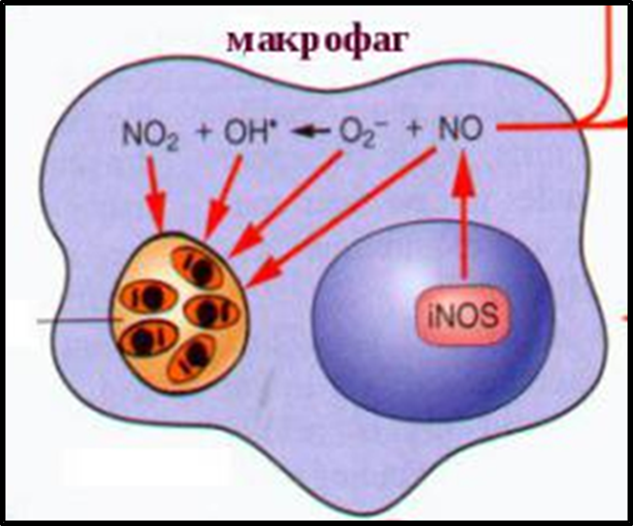 макрофаг
NO₂ + OH• ← O₂⁻ + NO
iNOS